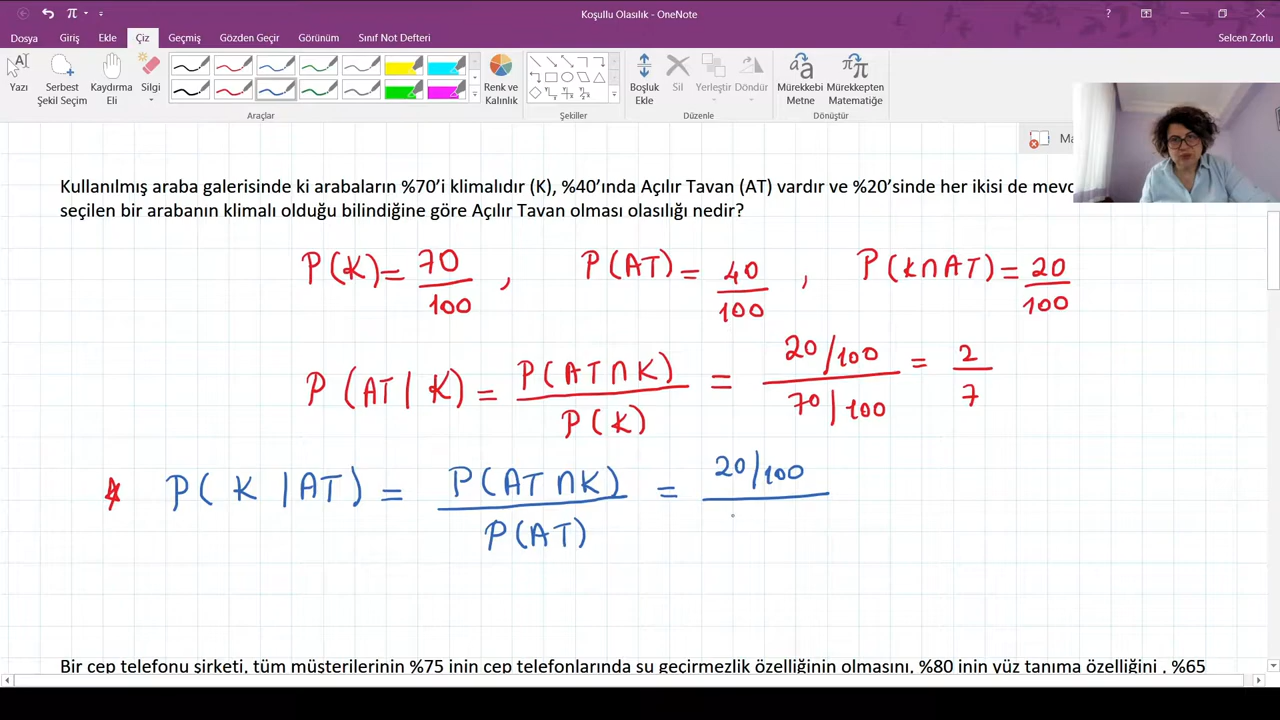 Koşullu Olasılık - OneNote
Dosya Giriş Ekle Çiz Geçmiş Gözden Geçir Görünüm Sınıf Not Defteri Selcen Zorlu
Yazı Serbest Şekil Seçim Kaydırma Eli Silgi Renk ve Kalınlık Boşluk Ekle Sil Yerleştir Döndür Mürekkebi Metne Mürekkepten Matematiğe
Araçlar Şekiller Düzenle Dönüştür
Kullanılmış araba galerisinde ki arabaların %70'i klimalıdır (K), %40'ında Açılır Tavan (AT) vardır ve %20'sinde her ikisi de
seçilen bir arabanın klimalı olduğu bilindiğine göre Açılır Tavan olması olasılığı nedir?
P(K)= 70/100 , P(AT) = 40/100 , P(K∩AT)= 20/100
P(AT | K) = P(AT∩K)/P(K) = 20/100 / 70/100 = 2/7
P(K | AT) = P(AT∩K)/P(AT) = 20/100
Bir cep telefonu şirketi, tüm müşterilerinin %75 inin cep telefonlarında su geçirmezlik özelliğinin olmasını, %80 inin yüz tanıma özelliğini , %65